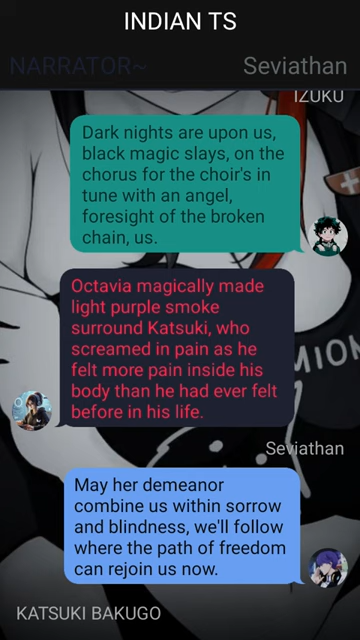 INDIAN TS
NARRATOR~
Seviathan
IZUKU
Dark nights are upon us,
black magic slays, on the
chorus for the choir's in
tune with an angel,
foresight of the broken
chain, us.
Octavia magically made
light purple smoke
surround Katsuki, who
screamed in pain as he
felt more pain inside his
body than he had ever felt
before in his life.
MION
Seviathan
May her demeanor
combine us within sorrow
and blindness, we'll follow
where the path of freedom
can rejoin us now.
KATSUKI BAKUGO